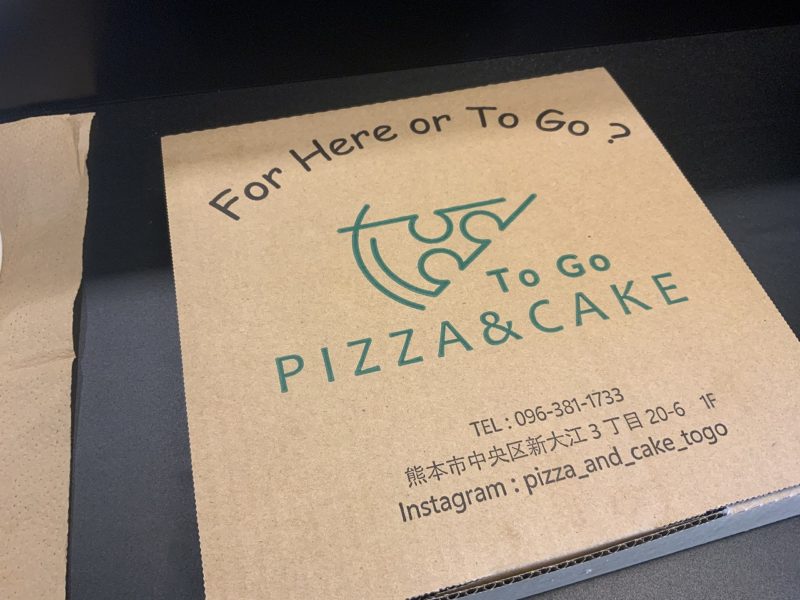 For Here or To Go ?
To Go
PIZZA&CAKE
TEL : 096-381-1733
熊本市中央区新大江3丁目20-6 1F
Instagram : pizza_and_cake_togo